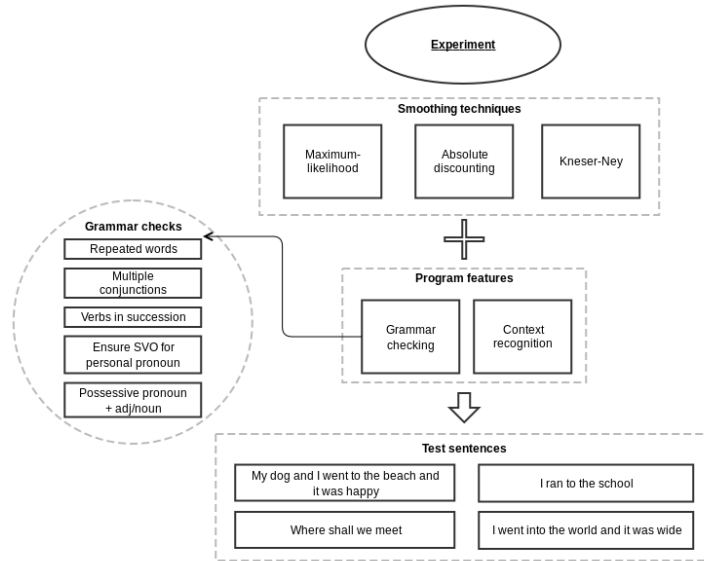 Experiment
Smoothing techniques
Maximum-
likelihood
Absolute
discounting
Kneser-Ney
Grammar checks
Repeated words
Multiple
conjunctions
Verbs in succession
Ensure SVO for
personal pronoun
Possessive pronoun
+ adj/noun
Program features
Grammar
checking
Context
recognition
Test sentences
My dog and I went to the beach and
it was happy
I ran to the school
Where shall we meet
I went into the world and it was wide